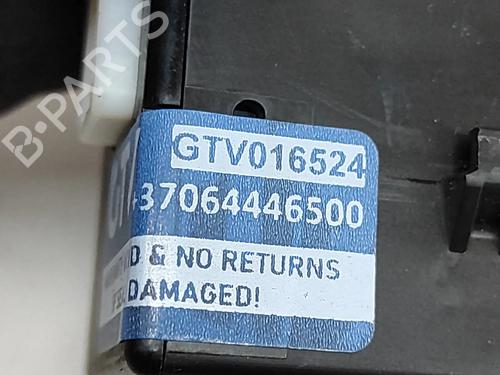 B-PARTS
GTV016524
37064446500
D & NO RETURNS
DAMAGED!